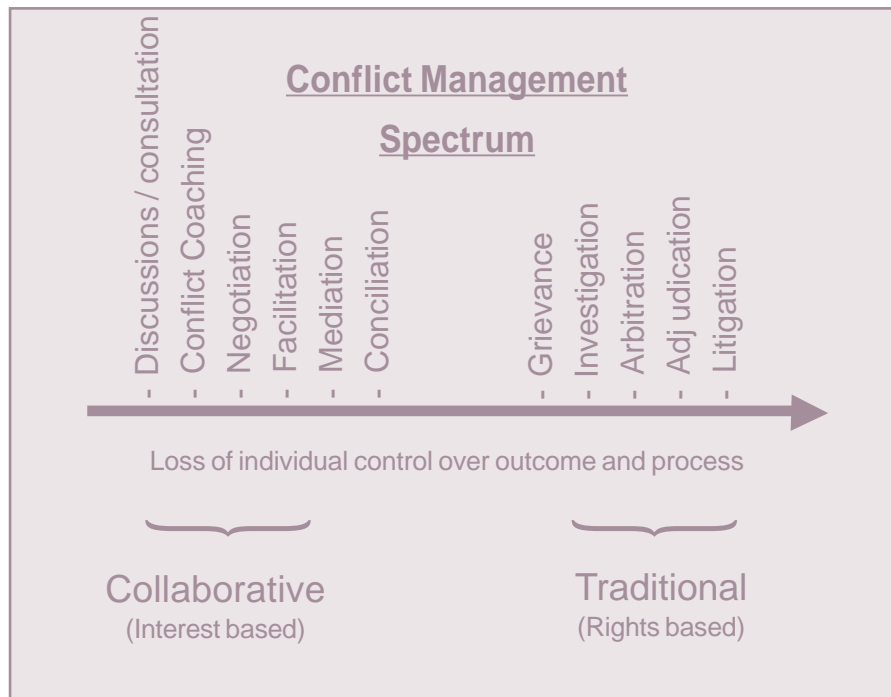 Conflict Management
Spectrum
- Discussions / consultation
- Conflict Coaching
- Negotiation
- Facilitation
- Mediation
- Conciliation
- Grievance
- Investigation
- Arbitration
- Adj udication
- Litigation
Loss of individual control over outcome and process
Collaborative
(Interest based)
Traditional
(Rights based)